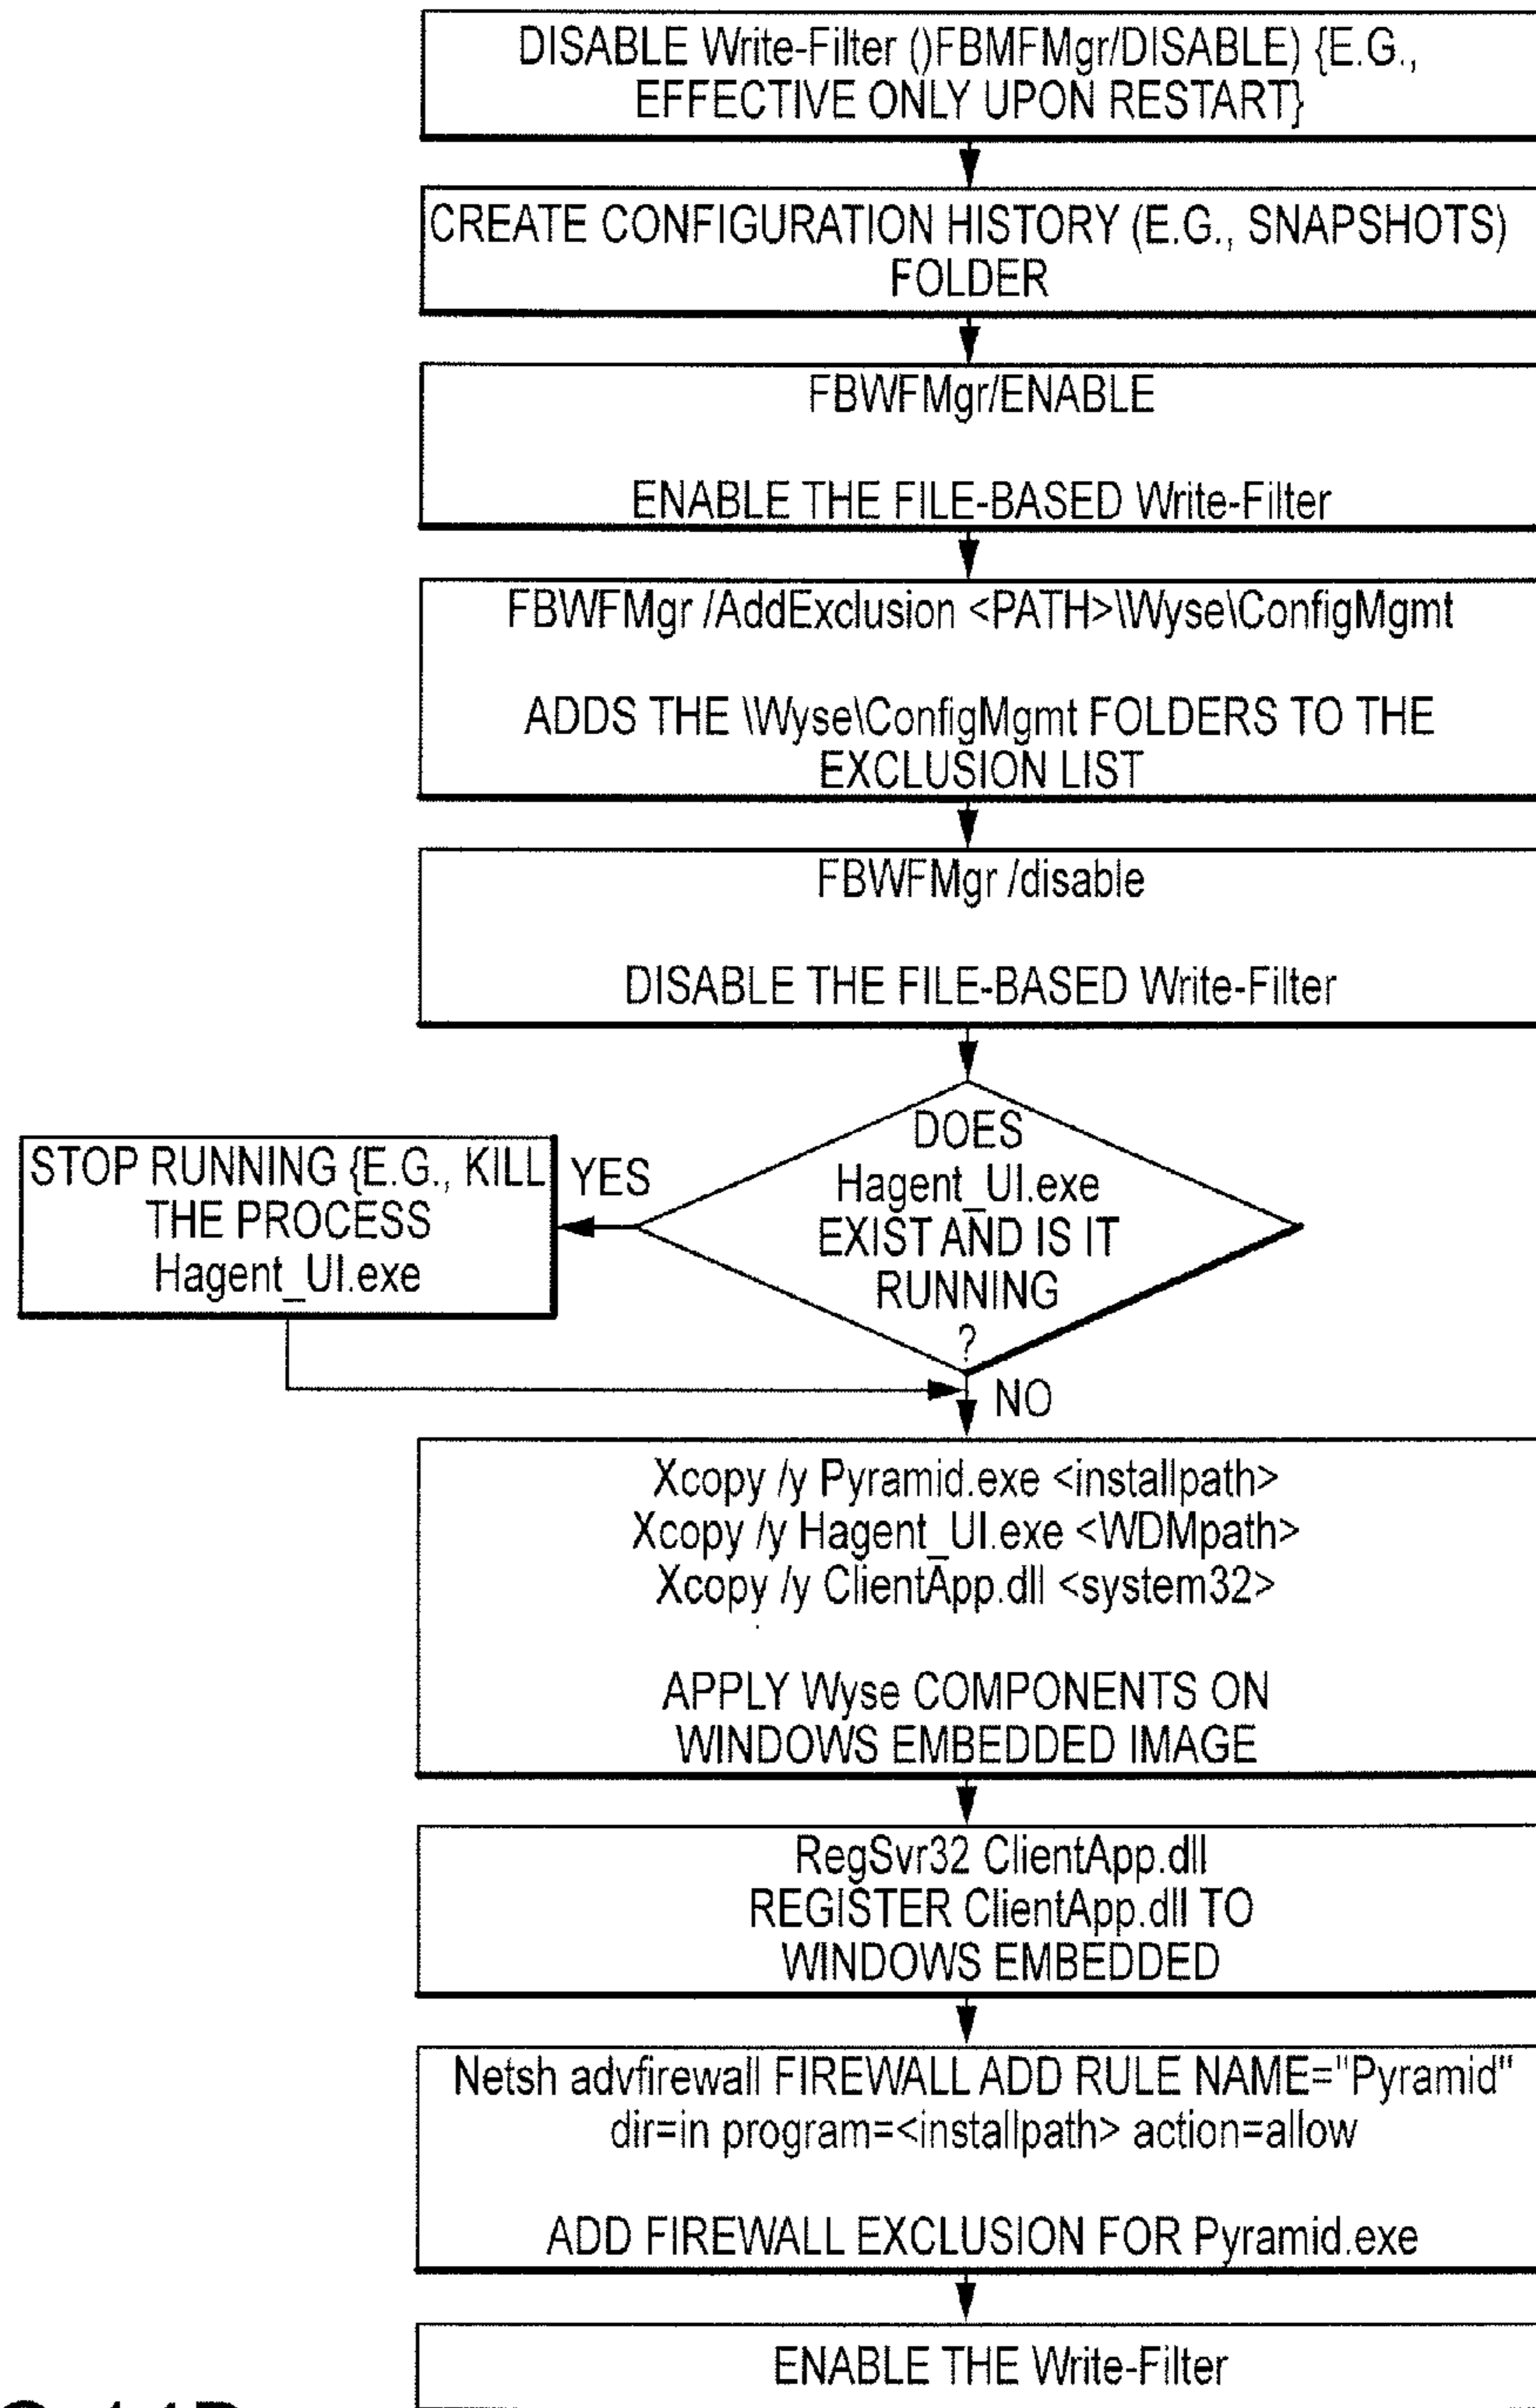 DISABLE Write-Filter ()FBMFMgr/DISABLE) {E.G.,
EFFECTIVE ONLY UPON RESTART}
CREATE CONFIGURATION HISTORY (E.G., SNAPSHOTS)
FOLDER
FBWFMgr/ENABLE
ENABLE THE FILE-BASED Write-Filter
FBWFMgr /AddExclusion <PATH>\Wyse\ConfigMgmt
ADDS THE \Wyse\ConfigMgmt FOLDERS TO THE
EXCLUSION LIST
FBWFMgr /disable
DISABLE THE FILE-BASED Write-Filter
DOES
Hagent_UI.exe
EXIST AND IS IT
RUNNING
?
YES
STOP RUNNING {E.G., KILL
THE PROCESS
Hagent_UI.exe
NO
Xcopy /y Pyramid.exe <installpath>
Xcopy /y Hagent_UI.exe <WDMpath>
Xcopy /y ClientApp.dll <system32>
APPLY Wyse COMPONENTS ON
WINDOWS EMBEDDED IMAGE
RegSvr32 ClientApp.dll
REGISTER ClientApp.dll TO
WINDOWS EMBEDDED
Netsh advfirewall FIREWALL ADD RULE NAME="Pyramid"
dir=in program=<installpath> action=allow
ADD FIREWALL EXCLUSION FOR Pyramid.exe
ENABLE THE Write-Filter